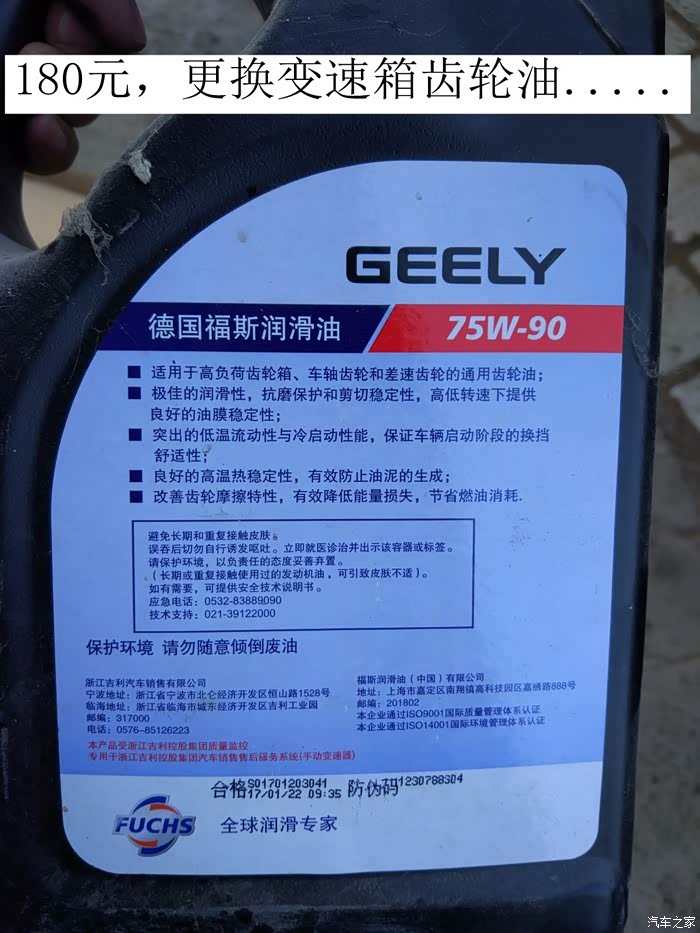 180元，更换变速箱齿轮油.....
GEELY
德国福斯润滑油
75W-90
■ 适用于高负荷齿轮箱、车轴齿轮和差速齿轮的通用齿轮油；
■ 极佳的润滑性，抗磨保护和剪切稳定性，高低转速下提供
良好的油膜稳定性；
■ 突出的低温流动性与冷启动性能，保证车辆启动阶段的换挡
舒适性；
■ 良好的高温热稳定性，有效防止油泥的生成；
■ 改善齿轮摩擦特性，有效降低能量损失，节省燃油消耗.
避免长期和重复接触皮肤。
误吞后切勿自行诱发呕吐。立即就医诊治并出示该容器或标签。
请保护环境，以负责任的态度妥善弃置。
（长期或重复接触使用过的发动机油，可引致皮肤不适）。
如有需要，可提供安全技术说明书。
应急电话：0532-83889090
技术支持：021-39122000
保护环境 请勿随意倾倒废油
浙江吉利汽车销售有限公司
宁波地址：浙江省宁波市北仑经济开发区恒山路1528号
临海地址：浙江省临海市城东经济开发区吉利工业园
邮编：317000
电话：0576-85126223
福斯润滑油（中国）有限公司
地址：上海市嘉定区南翔镇高科技园区嘉绣路888号
邮编：201802
本企业通过ISO9001国际质量管理体系认证
本企业通过ISO14001国际环境管理体系认证
本产品受浙江吉利控股集团质量监控
专用于浙江吉利控股集团汽车销售售后服务系统(手动变速器)
合格 S01701203041
17/01/22 09:35 防伪码
FUCHS
全球润滑专家
汽车之家